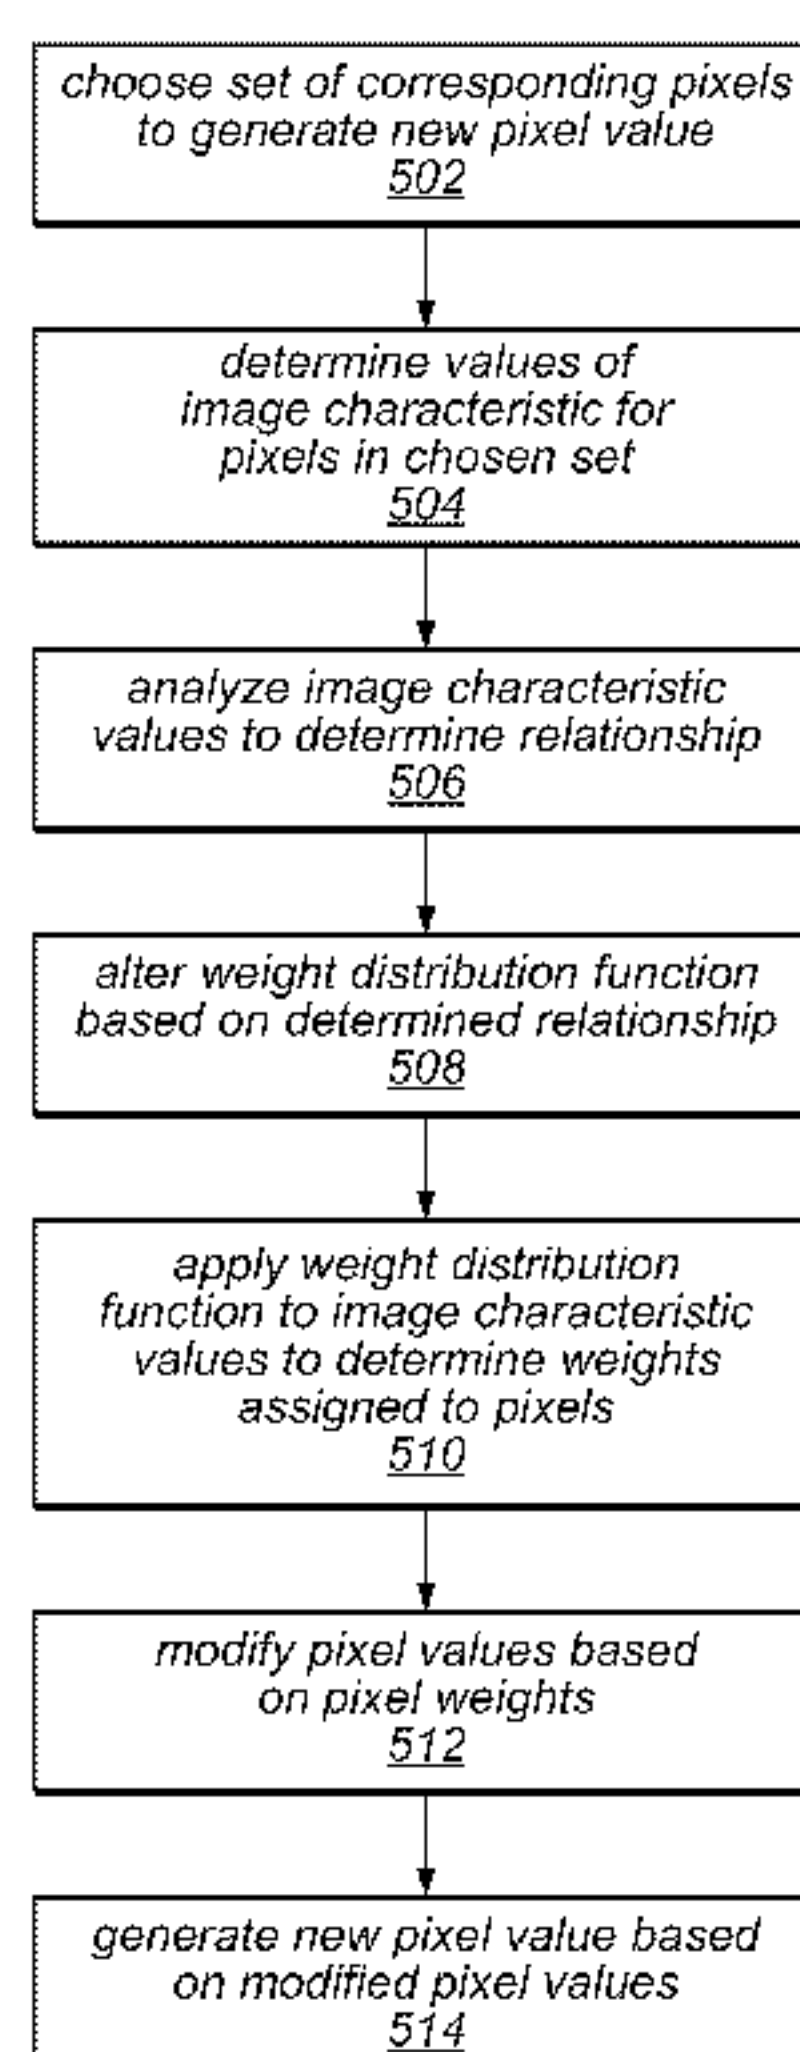 choose set of corresponding pixels
to generate new pixel value
502
determine values of
image characteristic for
pixels in chosen set
504
analyze image characteristic
values to determine relationship
506
alter weight distribution function
based on determined relationship
508
apply weight distribution
function to image characteristic
values to determine weights
assigned to pixels
510
modify pixel values based
on pixel weights
512
generate new pixel value based
on modified pixel values
514